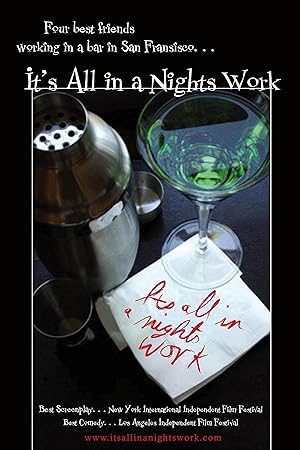 Four best friends
working in a bar in San Fransisco. . .
It's All in a Nights Work
Its all in
a nights
work
Best Screenplay. . . New York International Independent Film Festival
Best Comedy. . . Los Angeles Independent Film Festival
www.itsallinanightswork.com